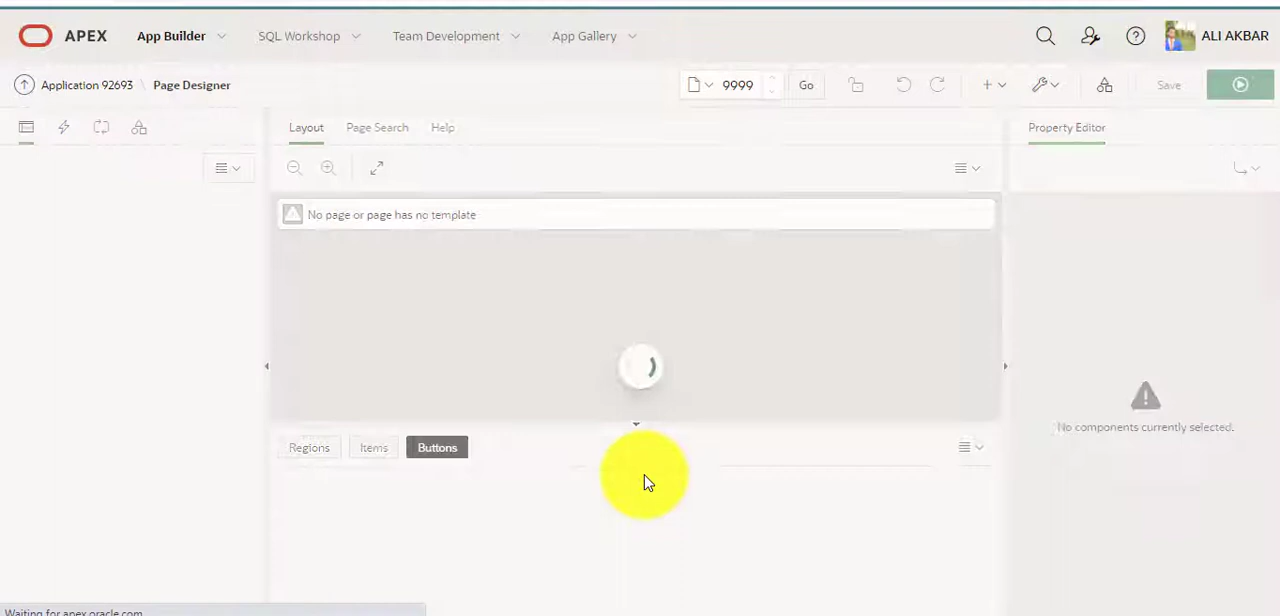 APEX App Builder SQL Workshop Team Development App Gallery ALI AKBAR
Application 92693 \ Page Designer 9999 Go Save
Layout Page Search Help Property Editor
No page or page has no template
No components currently selected.
Regions Items Buttons
Waiting for apex.oracle.com